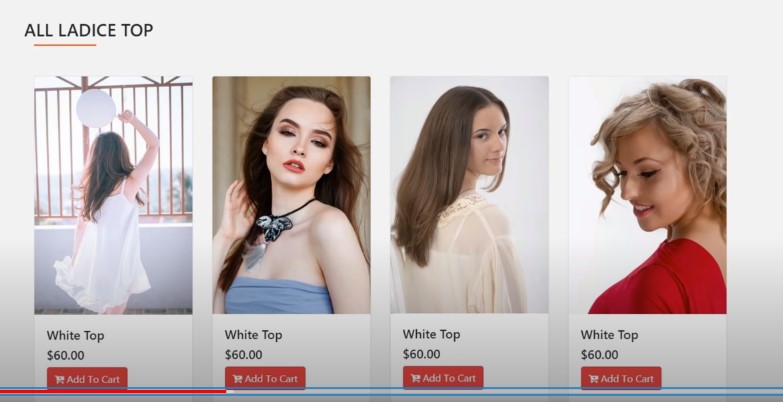 ALL LADICE TOP
White Top
$60.00
Add To Cart
White Top
$60.00
Add To Cart
White Top
$60.00
Add To Cart
White Top
$60.00
Add To Cart